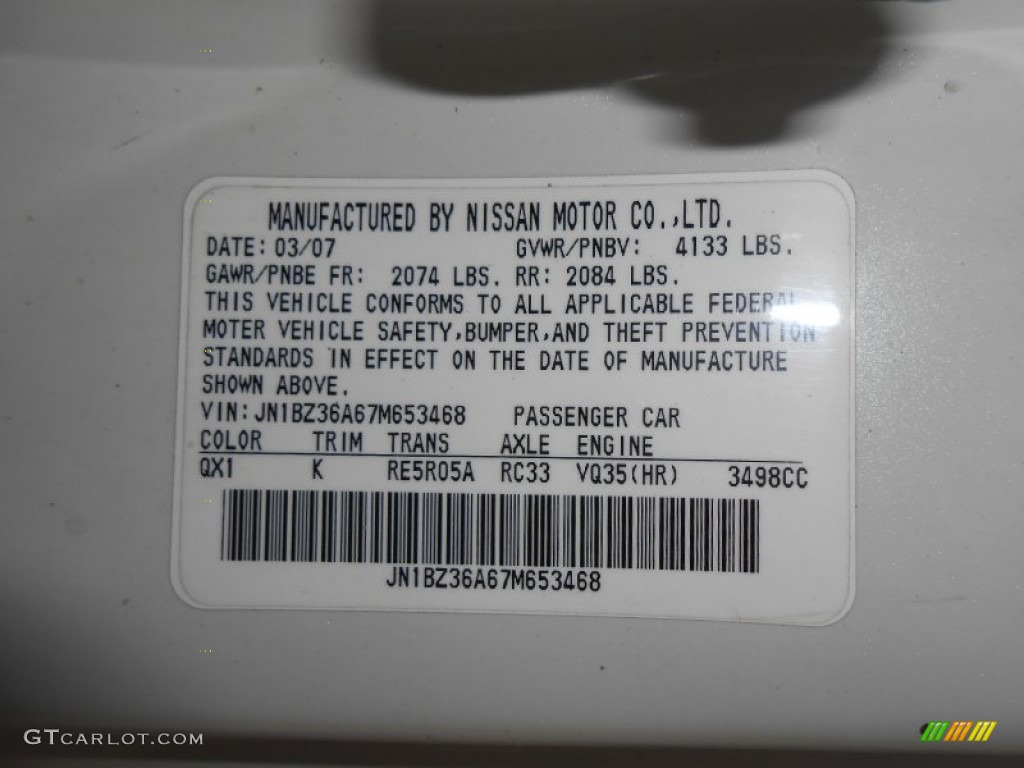 MANUFACTURED BY NISSAN MOTOR CO.,LTD.
DATE: 03/07 GVWR/PNBV: 4133 LBS.
GAWR/PNBE FR: 2074 LBS. RR: 2084 LBS.
THIS VEHICLE CONFORMS TO ALL APPLICABLE FEDERAL
MOTER VEHICLE SAFETY,BUMPER,AND THEFT PREVENTION
STANDARDS IN EFFECT ON THE DATE OF MANUFACTURE
SHOWN ABOVE.
VIN: JN1BZ36A67M653468 PASSENGER CAR
COLOR TRIM TRANS AXLE ENGINE
QX1 K RE5R05A RC33 VQ35(HR) 3498CC
JN1BZ36A67M653468
GTCARLOT.COM